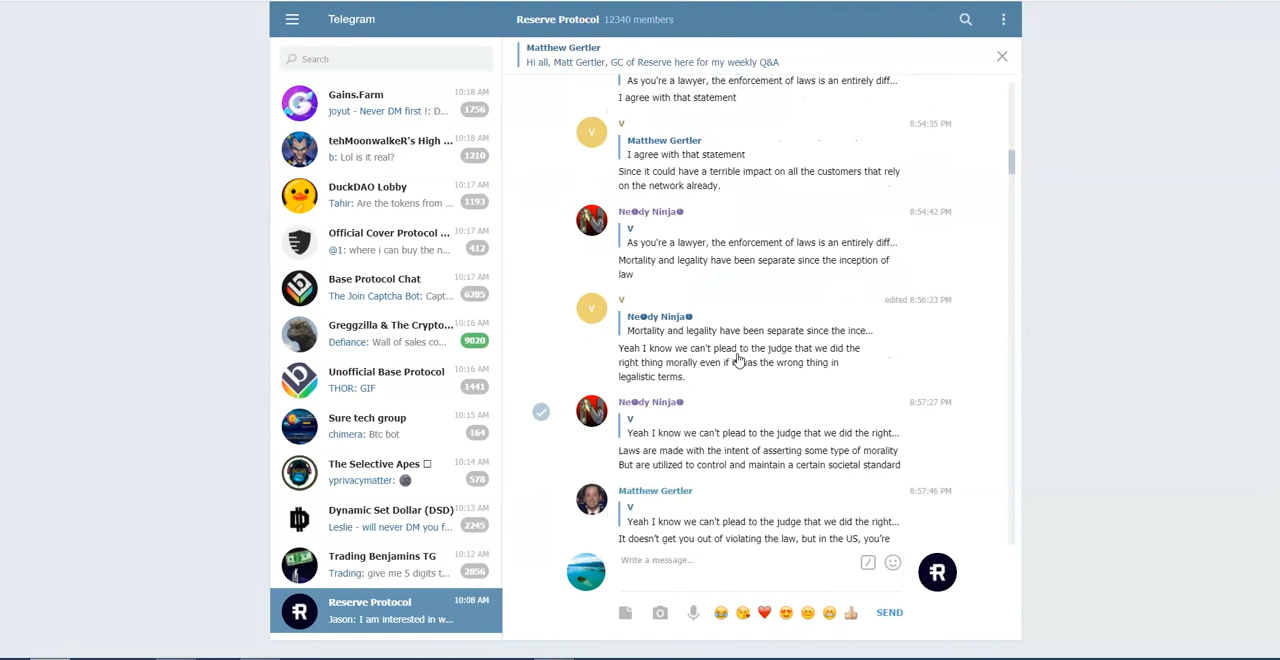 Telegram
Reserve Protocol 12340 members
Search
Gains.Farm 10:18 AM
joyut - Never DM first !: D... 1756
tehMoonwalkeR's High ... 10:18 AM
b: Lol is it real? 1210
DuckDAO Lobby 10:17 AM
Tahir: Are the tokens from ... 1193
Official Cover Protocol ... 10:17 AM
@1: where i can buy the n... 412
Base Protocol Chat 10:17 AM
The Join Captcha Bot: Capt... 6285
Greggzilla & The Crypto... 10:16 AM
Defiance: Wall of sales co... 9020
Unofficial Base Protocol 10:16 AM
THOR: GIF 1441
Sure tech group 10:15 AM
chimera: Btc bot 164
The Selective Apes 10:14 AM
yprivacymatter: 578
Dynamic Set Dollar (DSD) 10:13 AM
Leslie - will never DM you f... 2245
Trading Benjamins TG 10:12 AM
Trading: give me 5 digits t... 2856
Reserve Protocol 10:08 AM
Jason: I am interested in w...
Matthew Gertler
Hi all, Matt Gertler, GC of Reserve here for my weekly Q&A
As you're a lawyer, the enforcement of laws is an entirely diff...
I agree with that statement
V
V 8:54:35 PM
Matthew Gertler
I agree with that statement
Since it could have a terrible impact on all the customers that rely
on the network already.
Ne dy Ninja 8:54:42 PM
V
As you're a lawyer, the enforcement of laws is an entirely diff...
Mortality and legality have been separate since the inception of
law
V
V edited 8:56:23 PM
Ne dy Ninja
Mortality and legality have been separate since the ince...
Yeah I know we can't plead to the judge that we did the
right thing morally even if it was the wrong thing in
legalistic terms.
Ne dy Ninja 8:57:27 PM
V
Yeah I know we can't plead to the judge that we did the right...
Laws are made with the intent of asserting some type of morality
But are utilized to control and maintain a certain societal standard
Matthew Gertler 8:57:46 PM
V
Yeah I know we can't plead to the judge that we did the right...
It doesn't get you out of violating the law, but in the US, you're
Write a message...
SEND